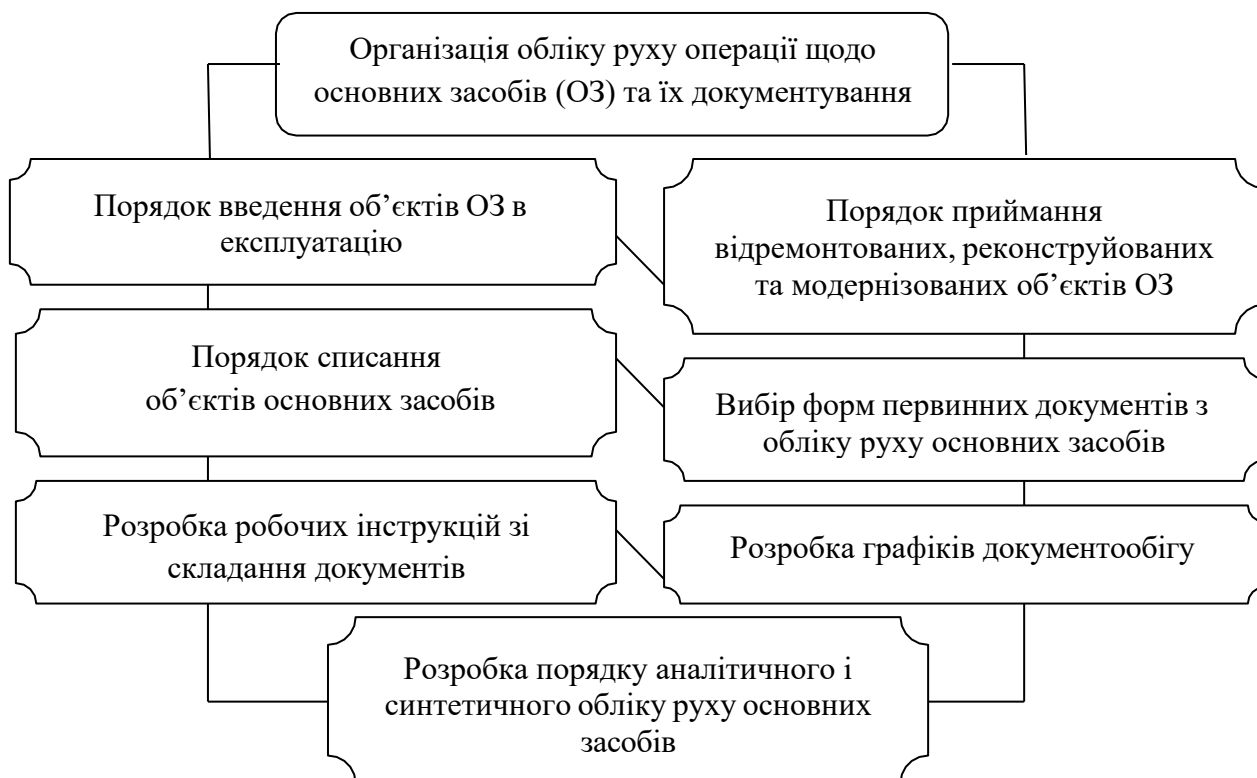 Організація обліку руху операції щодо
основних засобів (ОЗ) та їх документування
Порядок введення об’єктів ОЗ в
експлуатацію
Порядок приймання
відремонтованих, реконструйованих
та модернізованих об’єктів ОЗ
Порядок списання
об’єктів основних засобів
Вибір форм первинних документів з
обліку руху основних засобів
Розробка робочих інструкцій зі
складання документів
Розробка графіків документообігу
Розробка порядку аналітичного і
синтетичного обліку руху основних
засобів